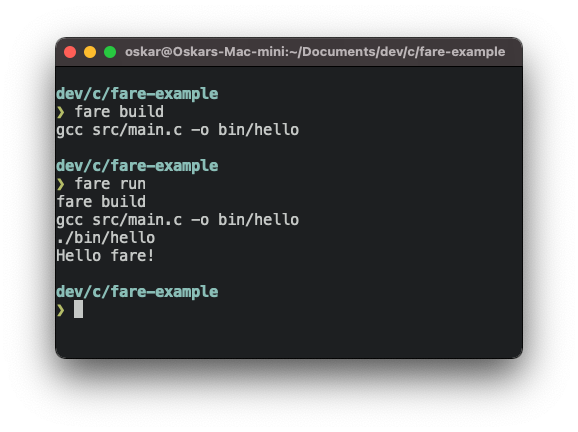 oskar@Oskars-Mac-mini:~/Documents/dev/c/fare-example
dev/c/fare-example
❯ fare build
gcc src/main.c -o bin/hello
dev/c/fare-example
❯ fare run
fare build
gcc src/main.c -o bin/hello
./bin/hello
Hello fare!
dev/c/fare-example
❯